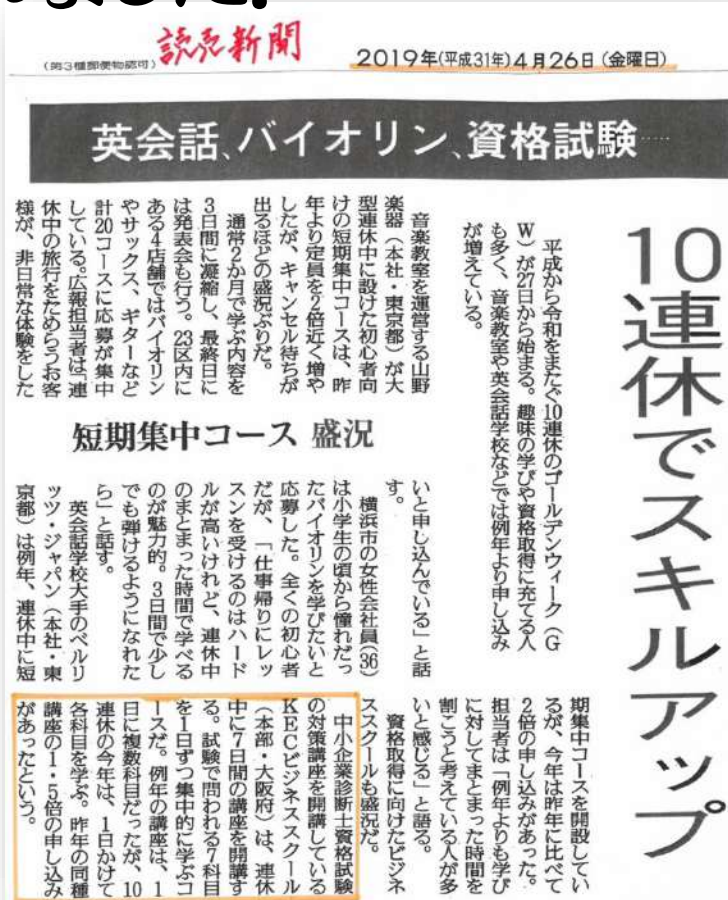 ました！
(第3種郵便物認可)
読売新聞
2019年(平成31年)4月26日(金曜日)
英会話、バイオリン、資格試験……
10連休でスキルアップ
短期集中コース 盛況
平成から令和をまたぐ10連休のゴールデンウィーク（G
W）が27日から始まる。趣味の学びや資格取得に充てる人
も多く、音楽教室や英会話学校などでは例年より申し込み
が増えている。
音楽教室を運営する山野
楽器（本社・東京都）が大
型連休中に設けた初心者向
けの短期集中コースは、昨
年より定員を2倍近く増や
したが、キャンセル待ちが
出るほどの盛況ぶりだ。
通常2か月で学ぶ内容を
3日間に凝縮し、最終日に
は発表会も行う。23区内に
ある4店舗ではバイオリン
やサックス、ギターなど
計20コースに応募が集中
している。広報担当者は「連
休中の旅行をためらうお客
様が、非日常な体験をした
いと申し込んでいる」と話
す。
横浜市の女性会社員(36)
は小学生の頃から憧れだっ
たバイオリンを学びたいと
応募した。全くの初心者
だが、「仕事帰りにレッ
スンを受けるのはハード
ルが高いけれど、連休中
のまとまった時間で学べる
のが魅力的。3日間で少し
でも弾けるようになれた
ら」と話す。
英会話学校大手のベルリ
ッツ・ジャパン（本社・東
京都）は例年、連休中に短
期集中コースを開設してい
るが、今年は昨年に比べて
2倍の申し込みがあった。
担当者は「例年よりも学び
に対してまとまった時間を
割こうと考えている人が多
いと感じる」と語る。
資格取得に向けたビジネ
ススクールも盛況だ。
中小企業診断士資格試験
の対策講座を開講している
KECビジネススクール
（本部・大阪府）は、連休
中に7日間の講座を開講す
る。試験で問われる7科目
を1日ずつ集中的に学ぶコ
ースだ。例年の講座は、1
日に複数科目だったが、10
連休の今年は、1日かけて
各科目を学ぶ。昨年の同種
講座の1・5倍の申し込み
があったという。